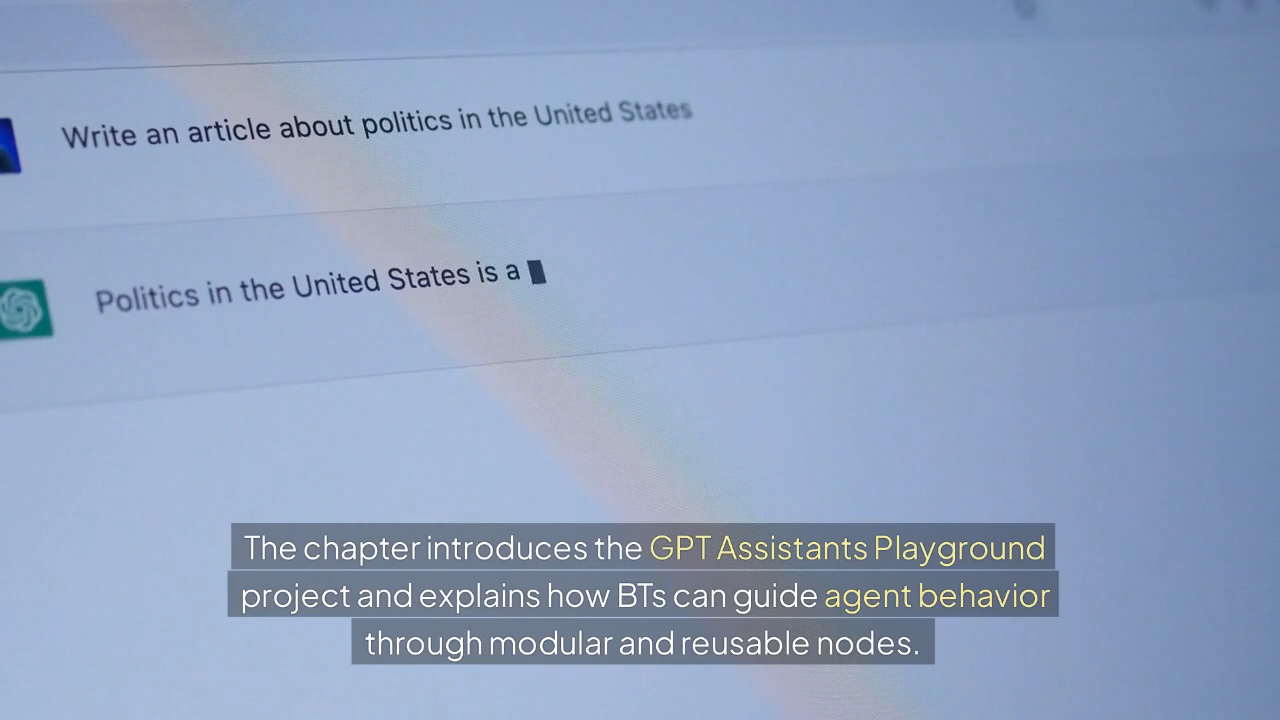 Write an article about politics in the United States
Politics in the United States is a
The chapter introduces the GPT Assistants Playground
project and explains how BTs can guide agent behavior
through modular and reusable nodes.